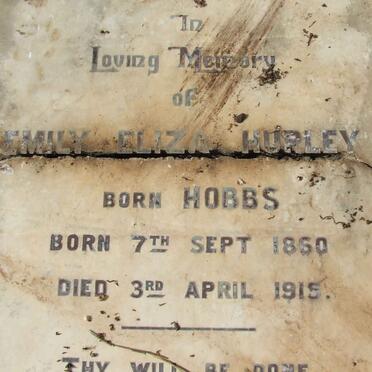 In
Loving Memory
of
EMILY ELIZA HURLEY
BORN HOBBS
BORN 7TH SEPT 1860
DIED 3RD APRIL 1915.
THY WILL BE DONE